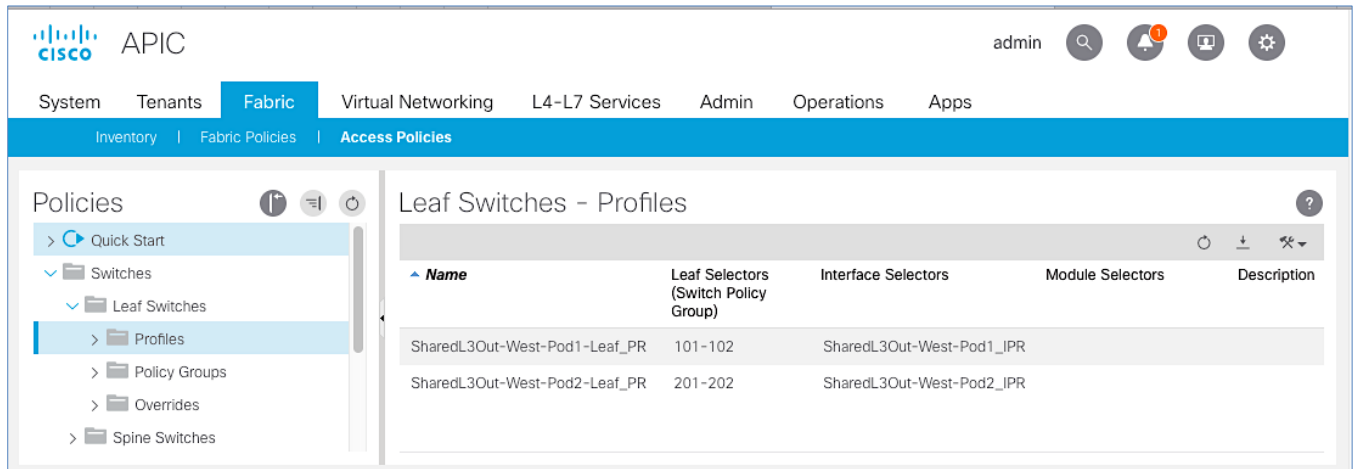 cisco APIC admin 1
System Tenants Fabric Virtual Networking L4-L7 Services Admin Operations Apps
Inventory | Fabric Policies | Access Policies
Policies
Quick Start
Switches
Leaf Switches
Profiles
Policy Groups
Overrides
Spine Switches
Leaf Switches - Profiles ?
Name Leaf Selectors (Switch Policy Group) Interface Selectors Module Selectors Description
SharedL3Out-West-Pod1-Leaf_PR 101-102 SharedL3Out-West-Pod1_IPR
SharedL3Out-West-Pod2-Leaf_PR 201-202 SharedL3Out-West-Pod2_IPR